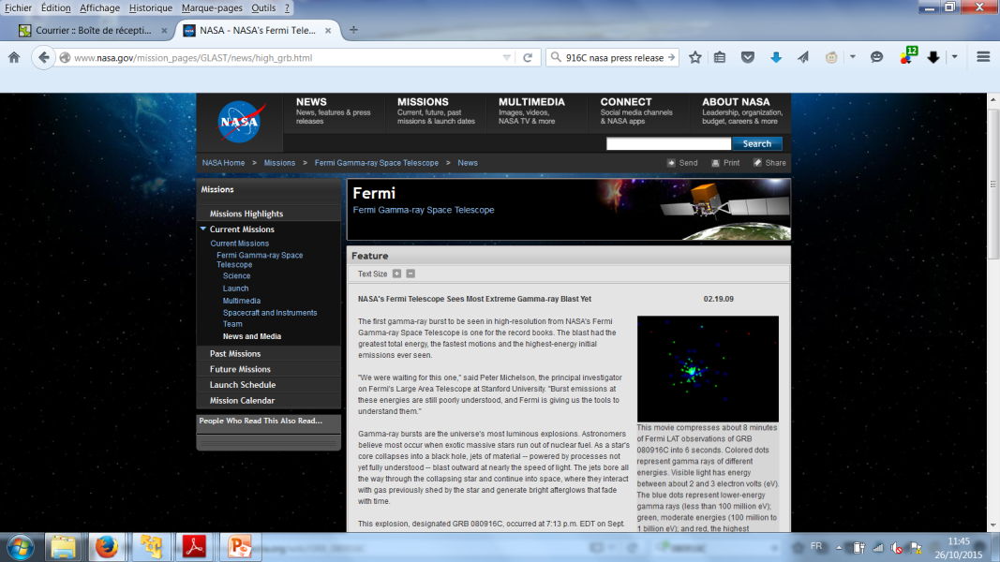 Fichier Édition Affichage Historique Marque-pages Outils ?
Courrier :: Boîte de récepti... × NASA - NASA's Fermi Tele... × +
www.nasa.gov/mission_pages/GLAST/news/high_grb.html
916C nasa press release
12
NASA
NEWS
News, features & press
releases
MISSIONS
Current, future, past
missions & launch dates
MULTIMEDIA
Images, videos,
NASA TV & more
CONNECT
Social media channels
& NASA apps
ABOUT NASA
Leadership, organization,
budget, careers & more
Search
NASA Home > Missions > Fermi Gamma-ray Space Telescope > News
Send Print Share
Missions
Missions Highlights
Current Missions
Current Missions
Fermi Gamma-ray Space
Telescope
Science
Launch
Multimedia
Spacecraft and Instruments
Team
News and Media
Past Missions
Future Missions
Launch Schedule
Mission Calendar
People Who Read This Also Read...
Fermi
Fermi Gamma-ray Space Telescope
Feature
Text Size + -
NASA's Fermi Telescope Sees Most Extreme Gamma-ray Blast Yet 02.19.09
The first gamma-ray burst to be seen in high-resolution from NASA's Fermi
Gamma-ray Space Telescope is one for the record books. The blast had the
greatest total energy, the fastest motions and the highest-energy initial
emissions ever seen.
"We were waiting for this one," said Peter Michelson, the principal investigator
on Fermi's Large Area Telescope at Stanford University. "Burst emissions at
these energies are still poorly understood, and Fermi is giving us the tools to
understand them."
Gamma-ray bursts are the universe's most luminous explosions. Astronomers
believe most occur when exotic massive stars run out of nuclear fuel. As a star's
core collapses into a black hole, jets of material -- powered by processes not
yet fully understood -- blast outward at nearly the speed of light. The jets bore all
the way through the collapsing star and continue into space, where they interact
with gas previously shed by the star and generate bright afterglows that fade
with time.
This explosion, designated GRB 080916C, occurred at 7:13 p.m. EDT on Sept.
This movie compresses about 8 minutes
of Fermi LAT observations of GRB
080916C into 6 seconds. Colored dots
represent gamma rays of different
energies. Visible light has energy
between about 2 and 3 electron volts (eV).
The blue dots represent lower-energy
gamma rays (less than 100 million eV);
green, moderate energies (100 million to
1 billion eV); and red, the highest
FR
11:45
26/10/2015